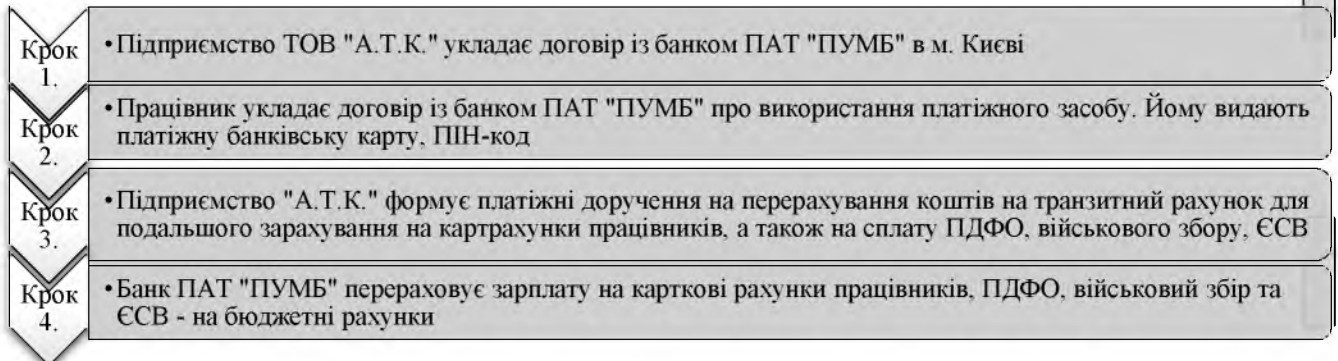 Крок 1.
•Підприємство ТОВ "А.Т.К." укладає договір із банком ПАТ "ПУМБ" в м. Києві
Крок 2.
•Працівник укладає договір із банком ПАТ "ПУМБ" про використання платіжного засобу. Йому видають
платіжну банківську карту, ПІН-код
Крок 3.
•Підприємство "А.Т.К." формує платіжні доручення на перерахування коштів на транзитний рахунок для
подальшого зарахування на картрахунки працівників, а також на сплату ПДФО, військового збору, ЄСВ
Крок 4.
•Банк ПАТ "ПУМБ" перераховує зарплату на карткові рахунки працівників, ПДФО, військовий збір та
ЄСВ - на бюджетні рахунки